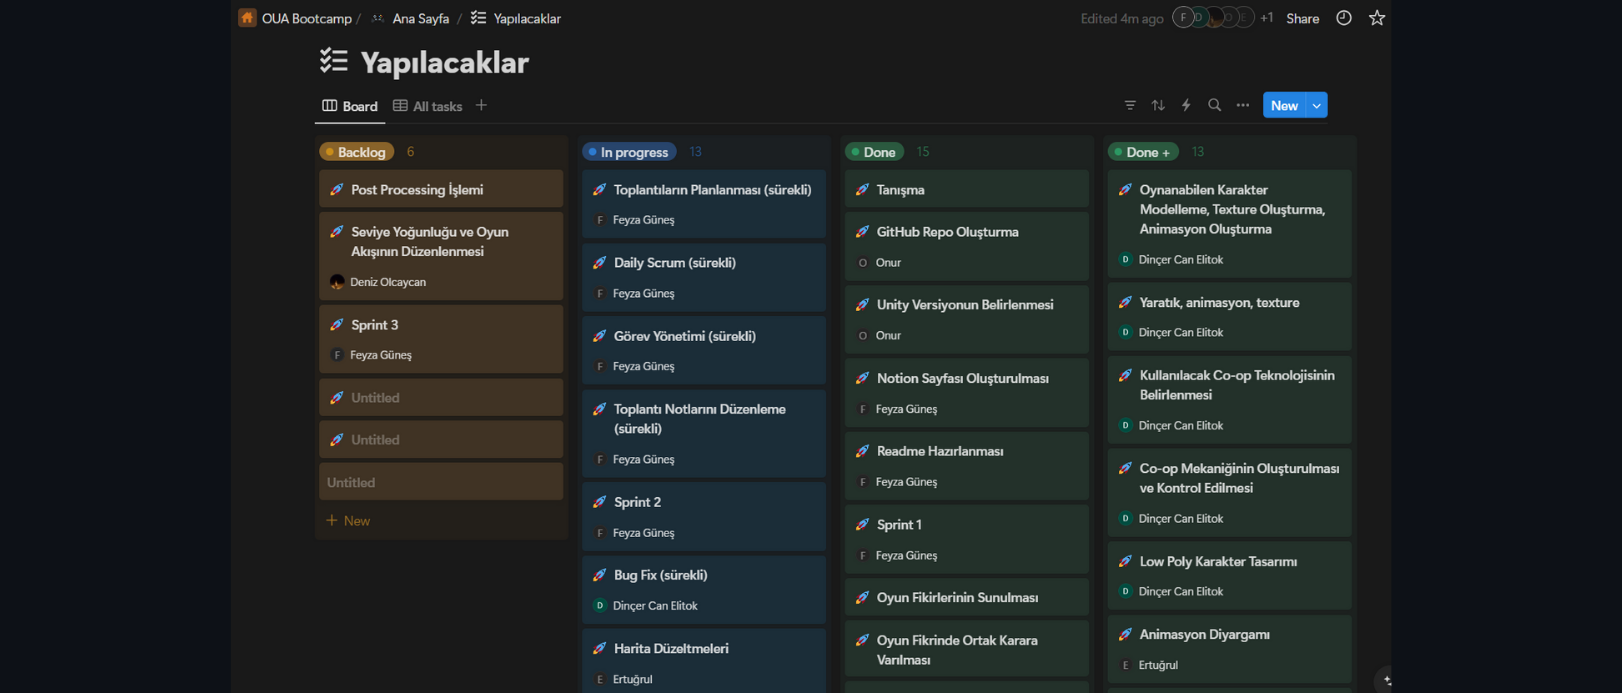 OUA Bootcamp / Ana Sayfa / Yapılacaklar
Edited 4m ago F D O E +1 Share
Yapılacaklar
Board All tasks
New
Backlog 6
Post Processing İşlemi
Seviye Yoğunluğu ve Oyun
Akışının Düzenlenmesi
Deniz Olcaycan
Sprint 3
F Feyza Güneş
Untitled
Untitled
Untitled
+ New
In progress 13
Toplantıların Planlanması (sürekli)
F Feyza Güneş
Daily Scrum (sürekli)
F Feyza Güneş
Görev Yönetimi (sürekli)
F Feyza Güneş
Toplantı Notlarını Düzenleme
(sürekli)
F Feyza Güneş
Sprint 2
F Feyza Güneş
Bug Fix (sürekli)
D Dinçer Can Elitok
Harita Düzeltmeleri
E Ertuğrul
Done 15
Tanışma
GitHub Repo Oluşturma
O Onur
Unity Versiyonun Belirlenmesi
O Onur
Notion Sayfası Oluşturulması
F Feyza Güneş
Readme Hazırlanması
F Feyza Güneş
Sprint 1
F Feyza Güneş
Oyun Fikirlerinin Sunulması
Oyun Fikrinde Ortak Karara
Varılması
Done + 13
Oynanabilen Karakter
Modelleme, Texture Oluşturma,
Animasyon Oluşturma
D Dinçer Can Elitok
Yaratık, animasyon, texture
D Dinçer Can Elitok
Kullanılacak Co-op Teknolojisinin
Belirlenmesi
D Dinçer Can Elitok
Co-op Mekaniğinin Oluşturulması
ve Kontrol Edilmesi
D Dinçer Can Elitok
Low Poly Karakter Tasarımı
D Dinçer Can Elitok
Animasyon Diyargamı
E Ertuğrul